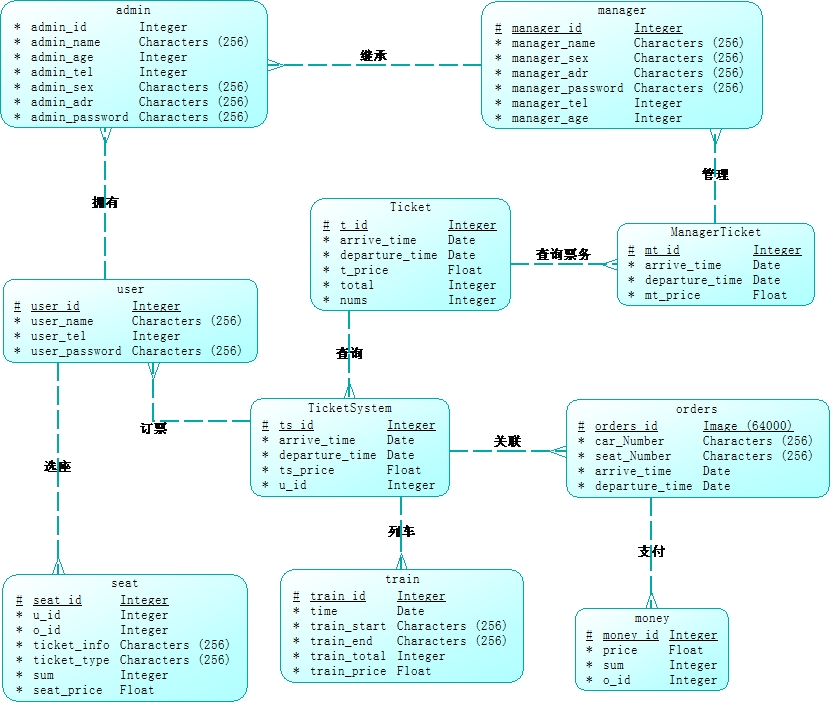 admin
* admin_id Integer
* admin_name Characters (256)
* admin_age Integer
* admin_tel Integer
* admin_sex Characters (256)
* admin_adr Characters (256)
* admin_password Characters (256)
继承
manager
# manager_id Integer
* manager_name Characters (256)
* manager_sex Characters (256)
* manager_adr Characters (256)
* manager_password Characters (256)
* manager_tel Integer
* manager_age Integer
拥有
管理
Ticket
# t_id Integer
* arrive_time Date
* departure_time Date
* t_price Float
* total Integer
* nums Integer
查询票务
ManagerTicket
# mt_id Integer
* arrive_time Date
* departure_time Date
* mt_price Float
user
# user_id Integer
* user_name Characters (256)
* user_tel Integer
* user_password Characters (256)
查询
订票
TicketSystem
# ts_id Integer
* arrive_time Date
* departure_time Date
* ts_price Float
* u_id Integer
关联
orders
# orders_id Image (64000)
* car_Number Characters (256)
* seat_Number Characters (256)
* arrive_time Date
* departure_time Date
选座
列车
支付
seat
# seat_id Integer
* u_id Integer
* o_id Integer
* ticket_info Characters (256)
* ticket_type Characters (256)
* sum Integer
* seat_price Float
train
# train_id Integer
* time Date
* train_start Characters (256)
* train_end Characters (256)
* train_total Integer
* train_price Float
money
# money_id Integer
* price Float
* sum Integer
* o_id Integer